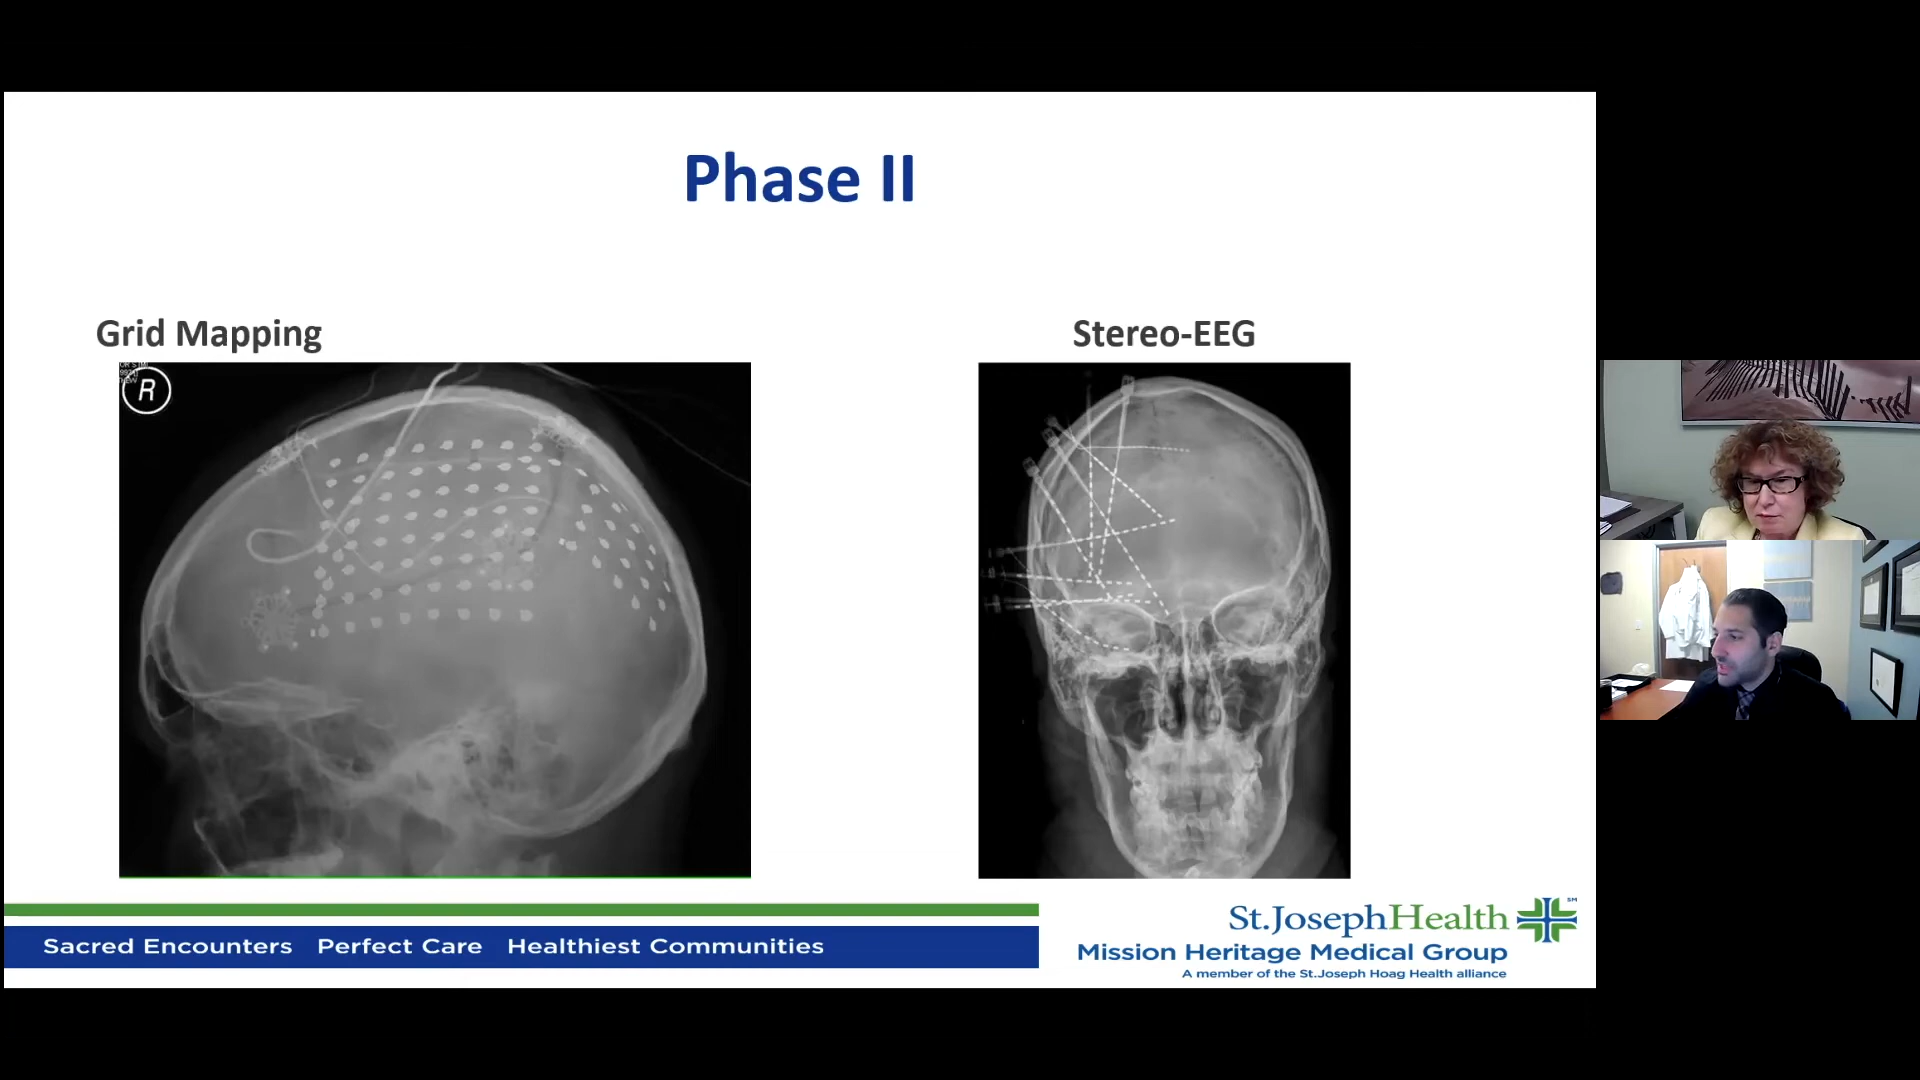 Phase II
Grid Mapping
Stereo-EEG
R
Sacred Encounters Perfect Care Healthiest Communities
St.JosephHealth
SM
Mission Heritage Medical Group
A member of the St.Joseph Hoag Health alliance